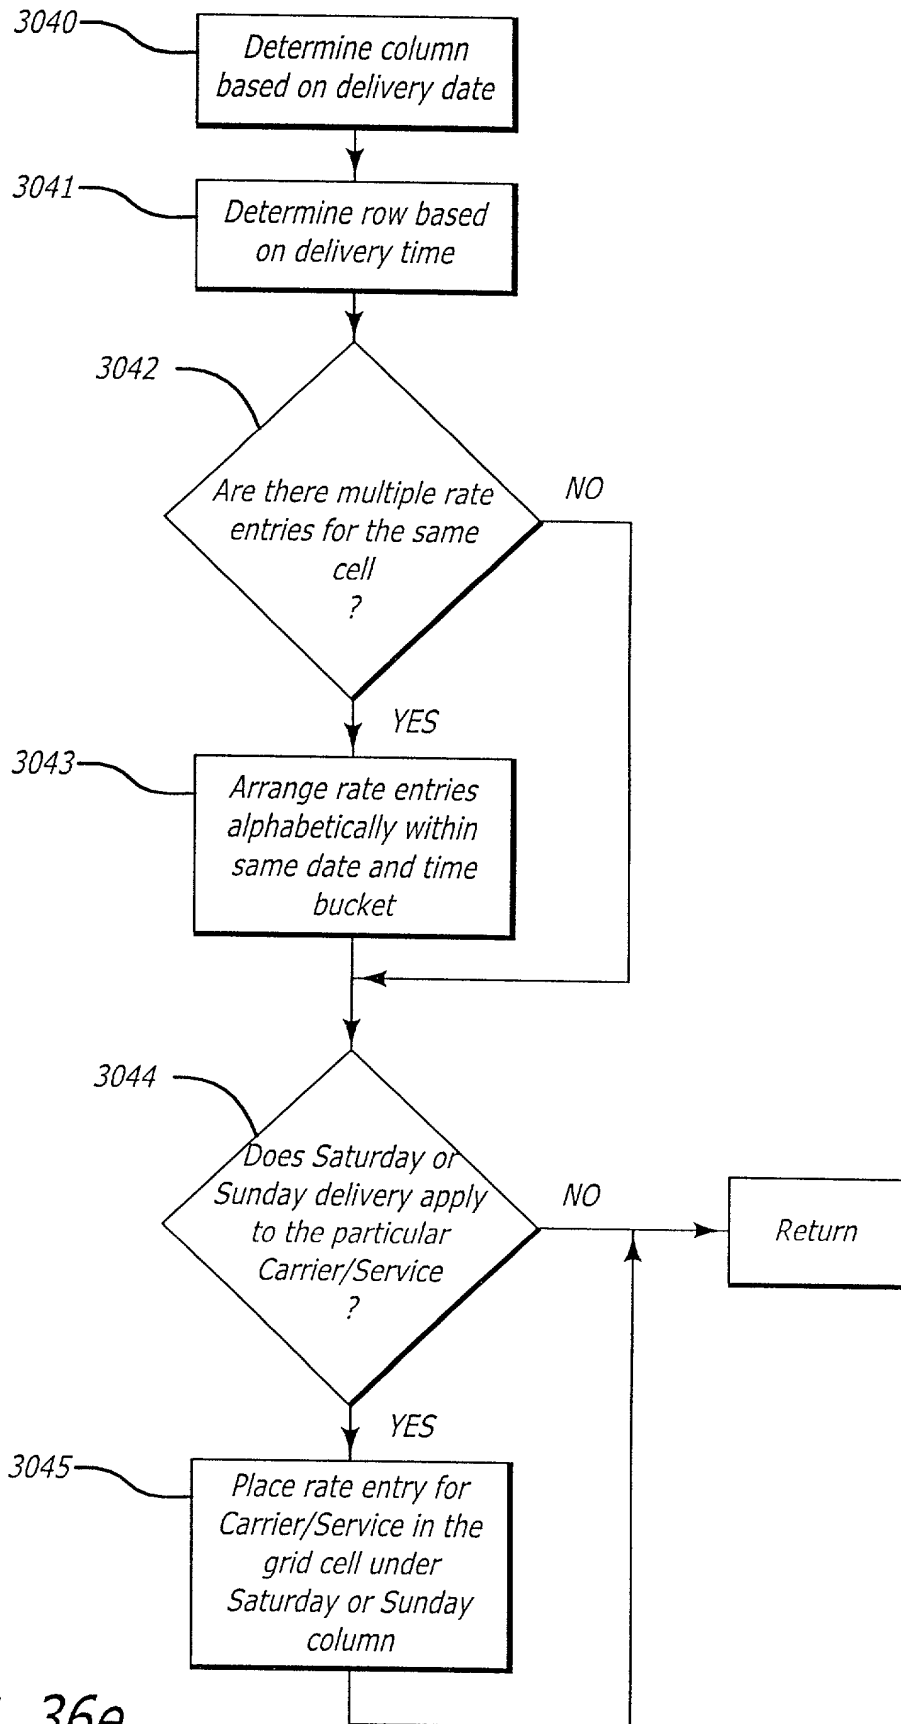 3040
Determine column
based on delivery date
3041
Determine row based
on delivery time
3042
Are there multiple rate
entries for the same
cell
?
NO
YES
3043
Arrange rate entries
alphabetically within
same date and time
bucket
3044
Does Saturday or
Sunday delivery apply
to the particular
Carrier/Service
?
NO
Return
YES
3045
Place rate entry for
Carrier/Service in the
grid cell under
Saturday or Sunday
column
36e